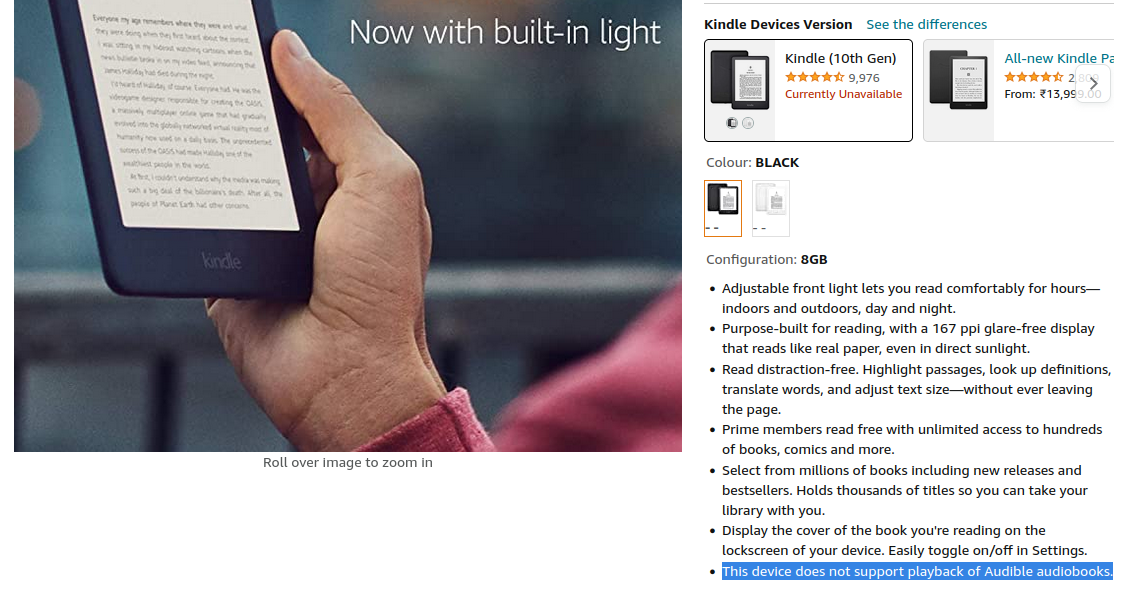 Everyone my age remembers where they were and what
they were doing when they first heard about the contest.
I was sitting in my hideout watching cartoons when the
news bulletin broke in on my video feed, announcing that
James Halliday had died during the night.
I'd heard of Halliday, of course. Everyone had. He was the
videogame designer responsible for creating the OASIS,
a massively multiplayer online game that had gradually
evolved into the globally networked virtual reality most of
humanity now used on a daily basis. The unprecedented
success of the OASIS had made Halliday one of the
wealthiest people in the world.
At first, I couldn't understand why the media was making
such a big deal of the billionaire's death. After all, the
people of Planet Earth had other concerns.
kindle
Now with built-in light
Roll over image to zoom in
Kindle Devices Version See the differences
Kindle (10th Gen)
9,976
Currently Unavailable
All-new Kindle Pa
From: ₹13,999.00
Colour: BLACK
- -
- -
Configuration: 8GB
• Adjustable front light lets you read comfortably for hours—
indoors and outdoors, day and night.
• Purpose-built for reading, with a 167 ppi glare-free display
that reads like real paper, even in direct sunlight.
• Read distraction-free. Highlight passages, look up definitions,
translate words, and adjust text size—without ever leaving
the page.
• Prime members read free with unlimited access to hundreds
of books, comics and more.
• Select from millions of books including new releases and
bestsellers. Holds thousands of titles so you can take your
library with you.
• Display the cover of the book you're reading on the
lockscreen of your device. Easily toggle on/off in Settings.
• This device does not support playback of Audible audiobooks.